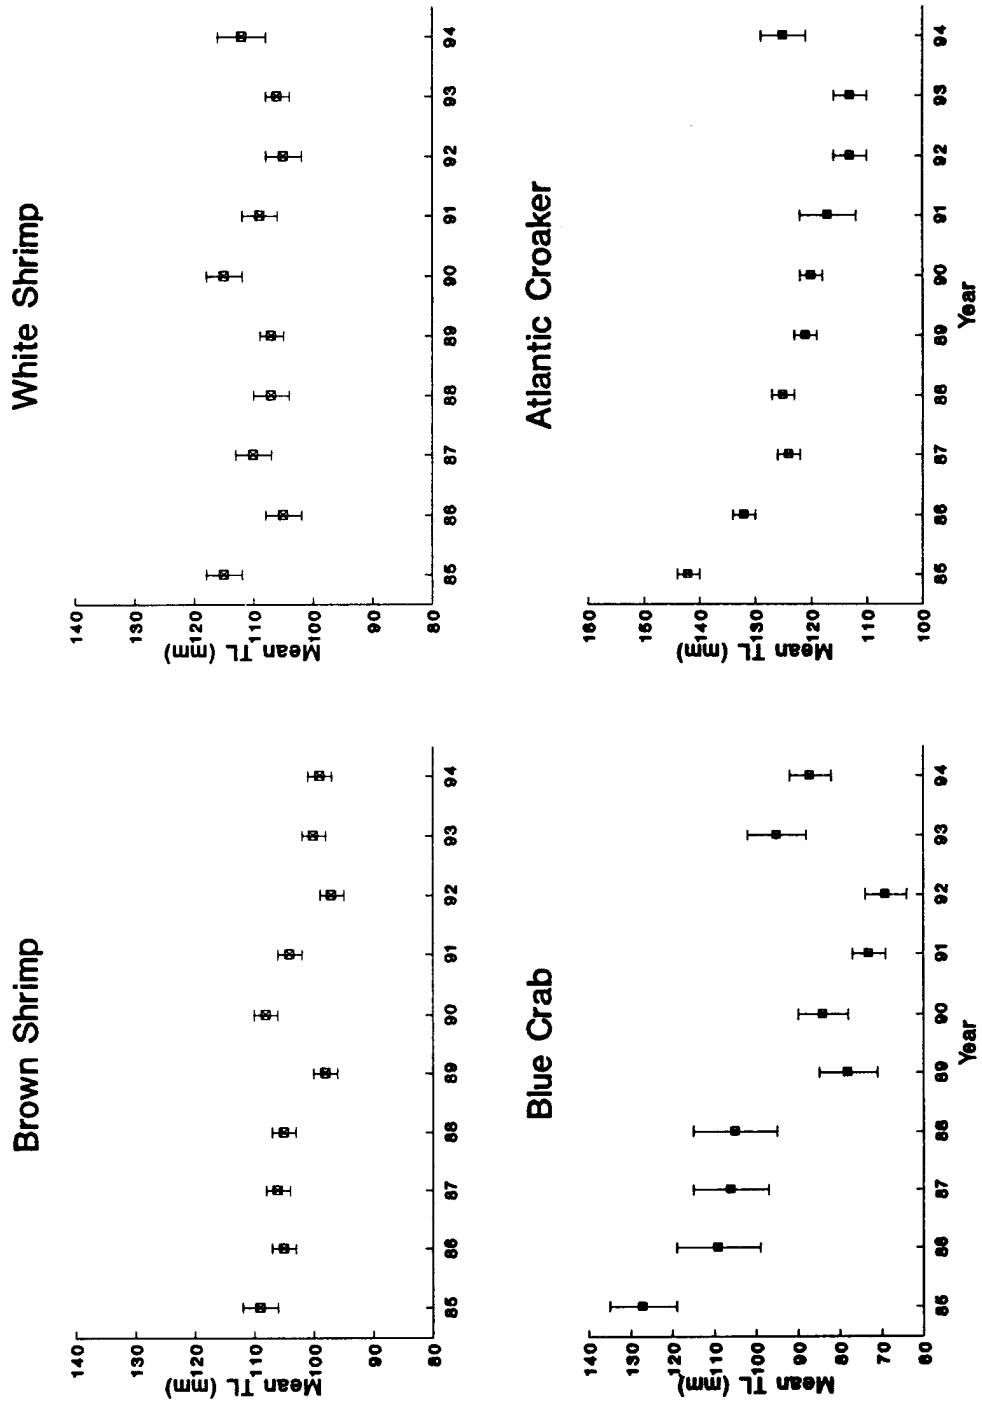 Brown Shrimp
Mean TL (mm)
140
130
120
110
100
90
80
85 86 87 88 89 90 91 92 93 94
White Shrimp
Mean TL (mm)
140
130
120
110
100
90
80
85 86 87 88 89 90 91 92 93 94
Blue Crab
Mean TL (mm)
140
130
120
110
100
90
80
70
60
85 86 87 88 89 90 91 92 93 94
Year
Atlantic Croaker
Mean TL (mm)
160
150
140
130
120
110
100
85 86 87 88 89 90 91 92 93 94
Year